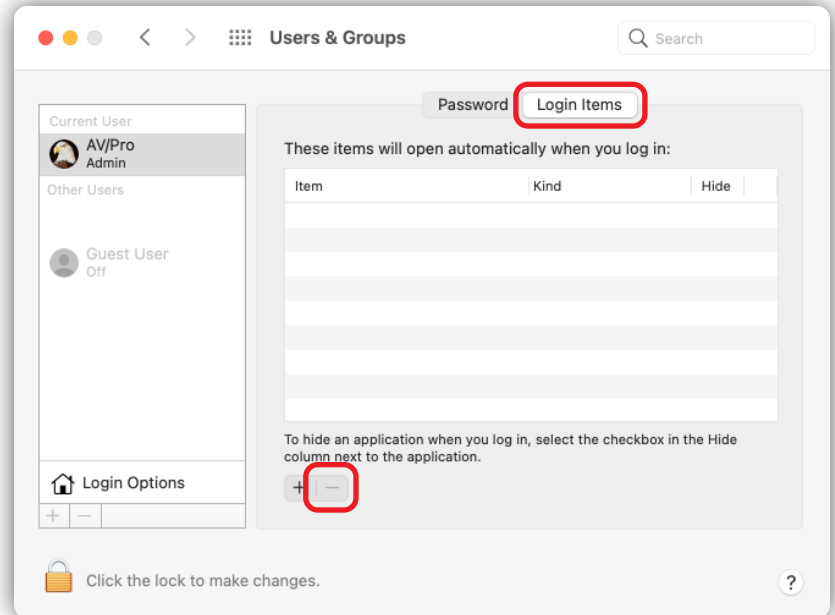 Users & Groups
Search
Current User
AV/Pro
Admin
Other Users
Guest User
Off
Login Options
+ −
Password
Login Items
These items will open automatically when you log in:
Item Kind Hide
To hide an application when you log in, select the checkbox in the Hide
column next to the application.
+ −
Click the lock to make changes.
?